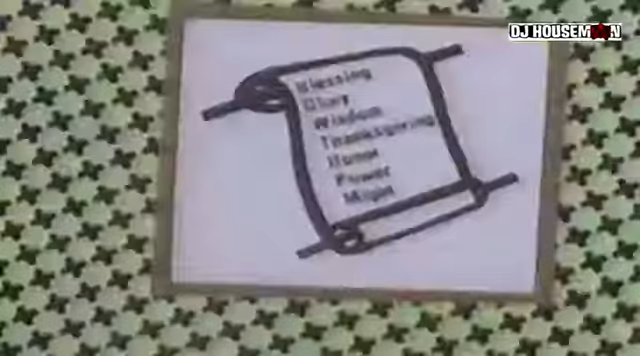 DJ HOUSEMAN
Blessing
Glory
Wisdom
Thanksgiving
Honor
Power
Might